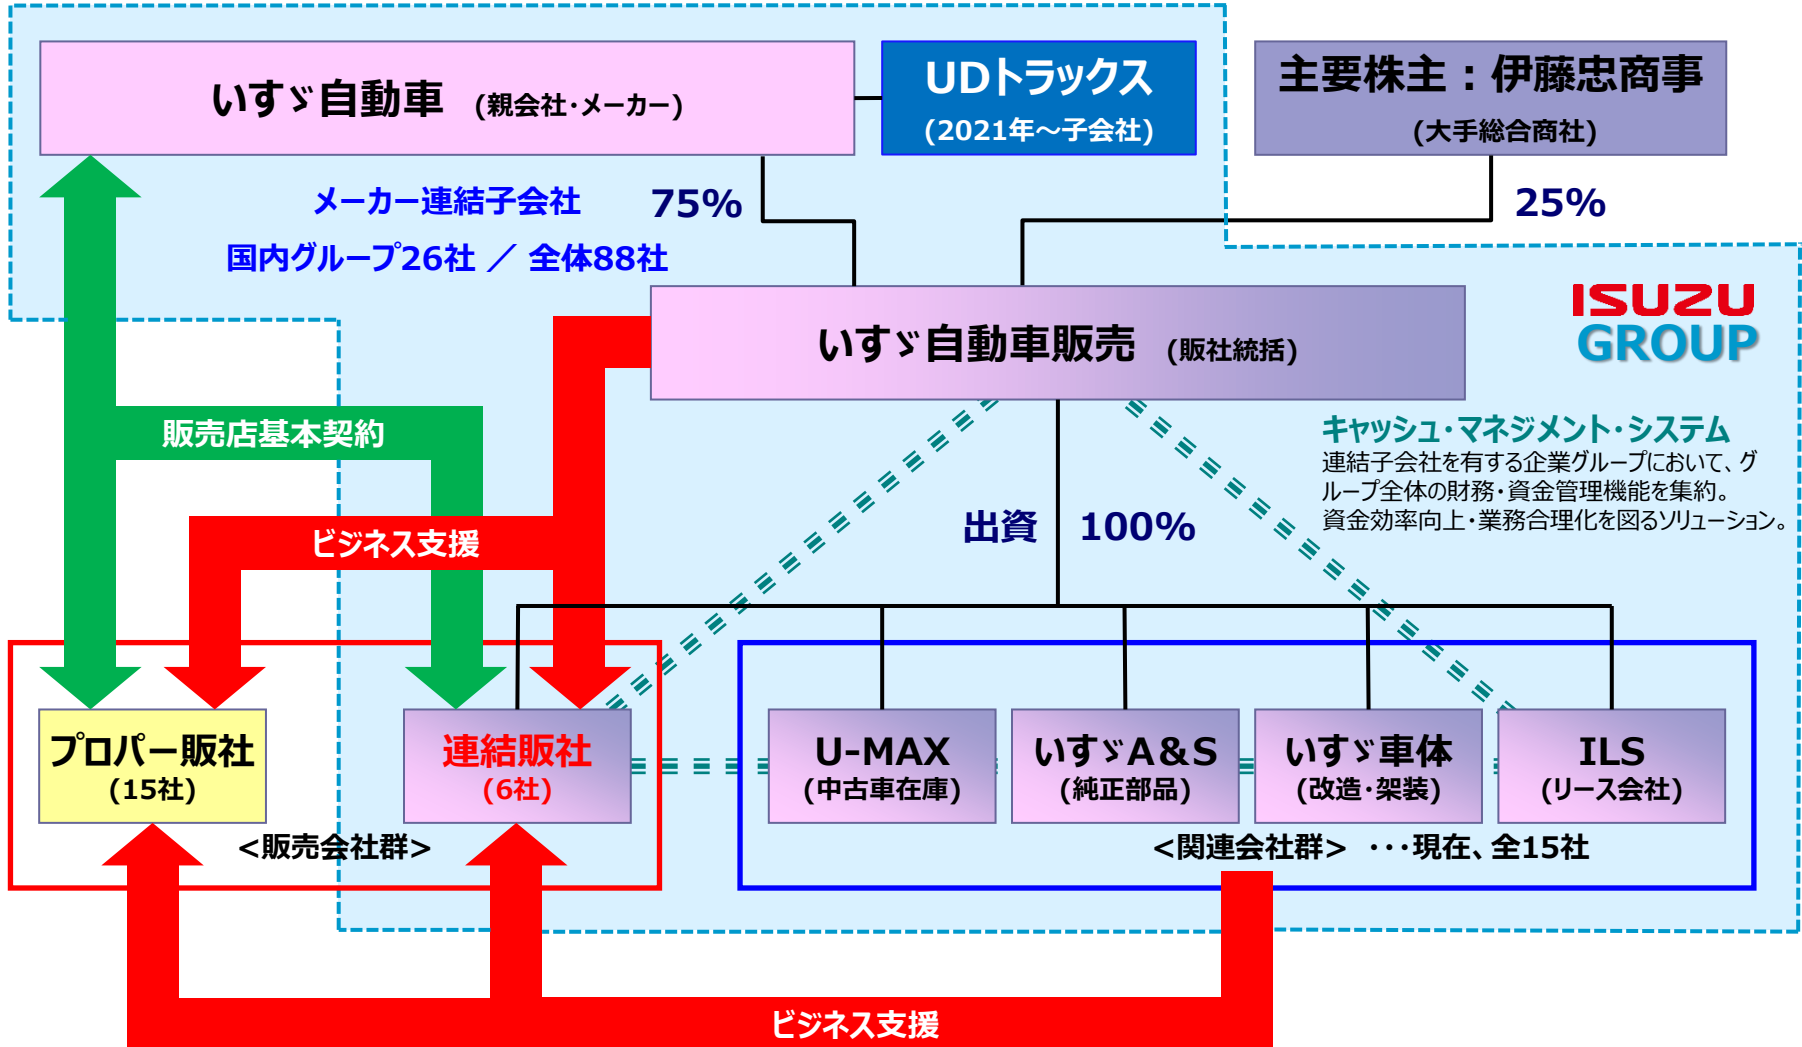 いすゞ自動車 (親会社・メーカー)
UDトラックス
(2021年～子会社)
主要株主：伊藤忠商事
(大手総合商社)
メーカー連結子会社
75%
25%
国内グループ26社 ／ 全体88社
ISUZU
GROUP
いすゞ自動車販売 (販社統括)
販売店基本契約
キャッシュ・マネジメント・システム
連結子会社を有する企業グループにおいて、グ
ループ全体の財務・資金管理機能を集約。
資金効率向上・業務合理化を図るソリューション。
出資 100%
ビジネス支援
プロパー販社
(15社)
連結販社
(6社)
U-MAX
(中古車在庫)
いすゞA&S
(純正部品)
いすゞ車体
(改造・架装)
ILS
(リース会社)
<販売会社群>
<関連会社群> ・・・現在、全15社
ビジネス支援